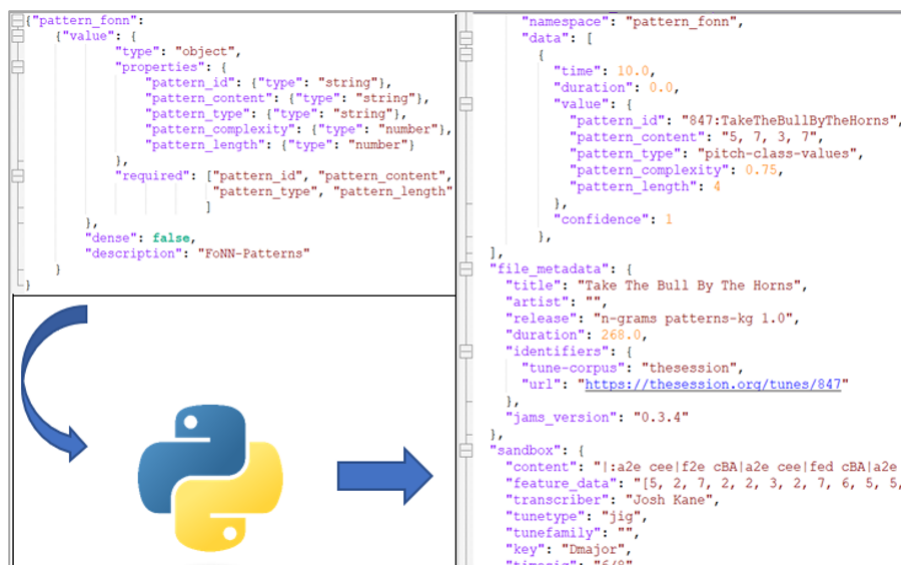 {"pattern_fonn":
{"value": {
"type": "object",
"properties": {
"pattern_id": {"type": "string"},
"pattern_content": {"type": "string"},
"pattern_type": {"type": "string"},
"pattern_complexity": {"type": "number"},
"pattern_length": {"type": "number"}
},
"required": ["pattern_id", "pattern_content",
"pattern_type", "pattern_length"
]
},
"dense": false,
"description": "FoNN-Patterns"
}
}
"namespace": "pattern_fonn",
"data": [
{
"time": 10.0,
"duration": 0.0,
"value": {
"pattern_id": "847:TakeTheBullByTheHorns",
"pattern_content": "5, 7, 3, 7",
"pattern_type": "pitch-class-values",
"pattern_complexity": 0.75,
"pattern_length": 4
},
"confidence": 1
},
],
"file_metadata": {
"title": "Take The Bull By The Horns",
"artist": "",
"release": "n-grams patterns-kg 1.0",
"duration": 268.0,
"identifiers": {
"tune-corpus": "thesession",
"url": "https://thesession.org/tunes/847"
},
"jams_version": "0.3.4"
},
"sandbox": {
"content": "|:a2e cee|f2e cBA|a2e cee|fed cBA|a2e
"feature_data": "[5, 2, 7, 2, 2, 3, 2, 7, 6, 5, 5,
"transcriber": "Josh Kane",
"tunetype": "jig",
"tunefamily": "",
"key": "Dmajor",